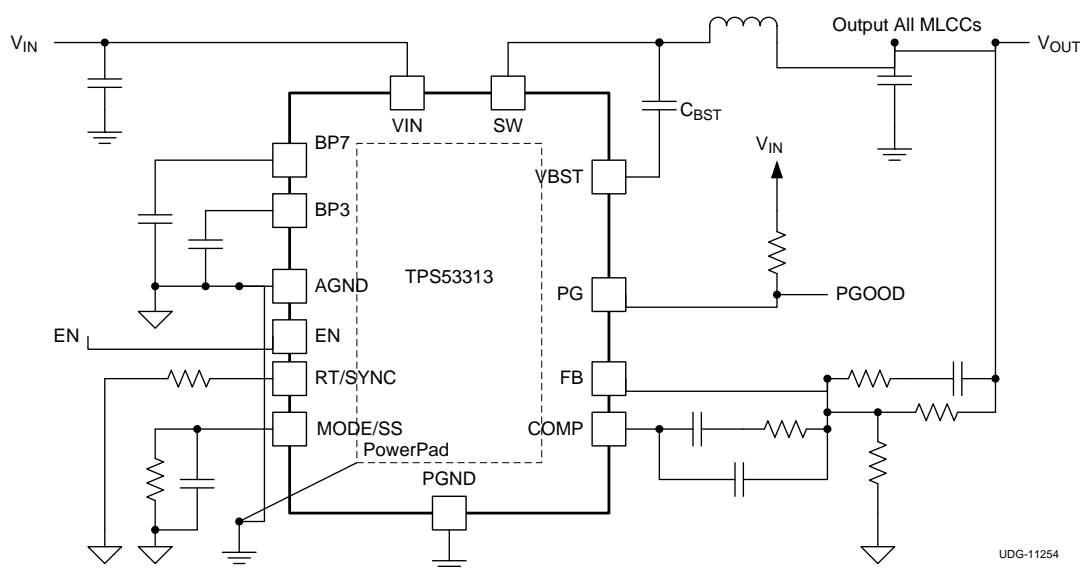 Output All MLCCs
VIN
VOUT
VIN
SW
CBST
BP7
VIN
VBST
BP3
TPS53313
AGND
PG
PGOOD
EN
EN
RT/SYNC
FB
MODE/SS
COMP
PowerPad
PGND
UDG-11254